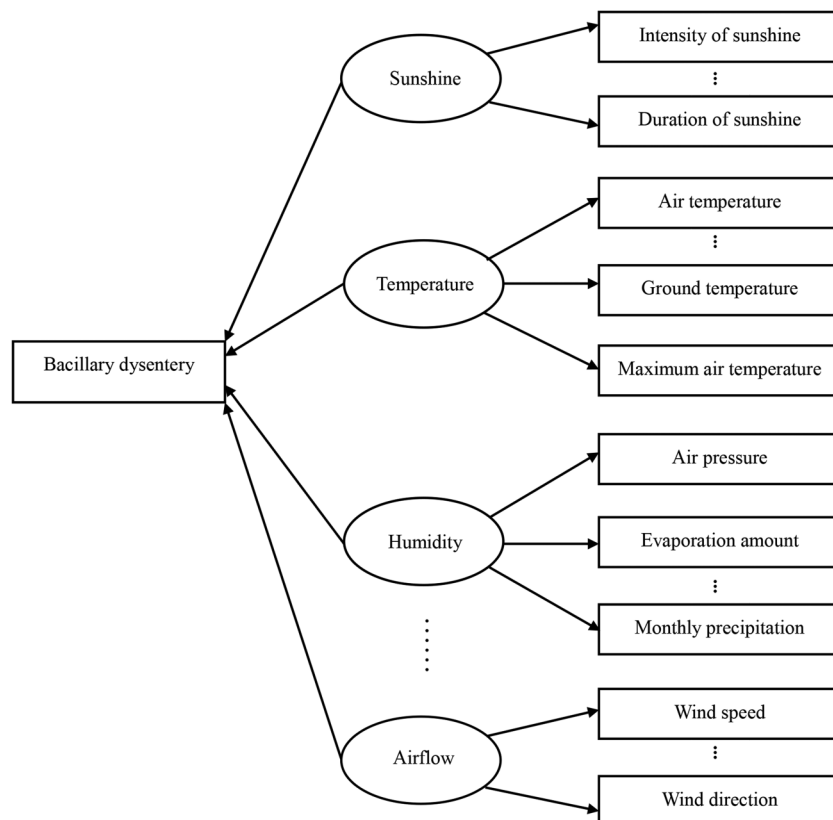 Intensity of sunshine
Sunshine
Duration of sunshine
Air temperature
Temperature
Ground temperature
Maximum air temperature
Bacillary dysentery
Air pressure
Humidity
Evaporation amount
Monthly precipitation
Wind speed
Airflow
Wind direction